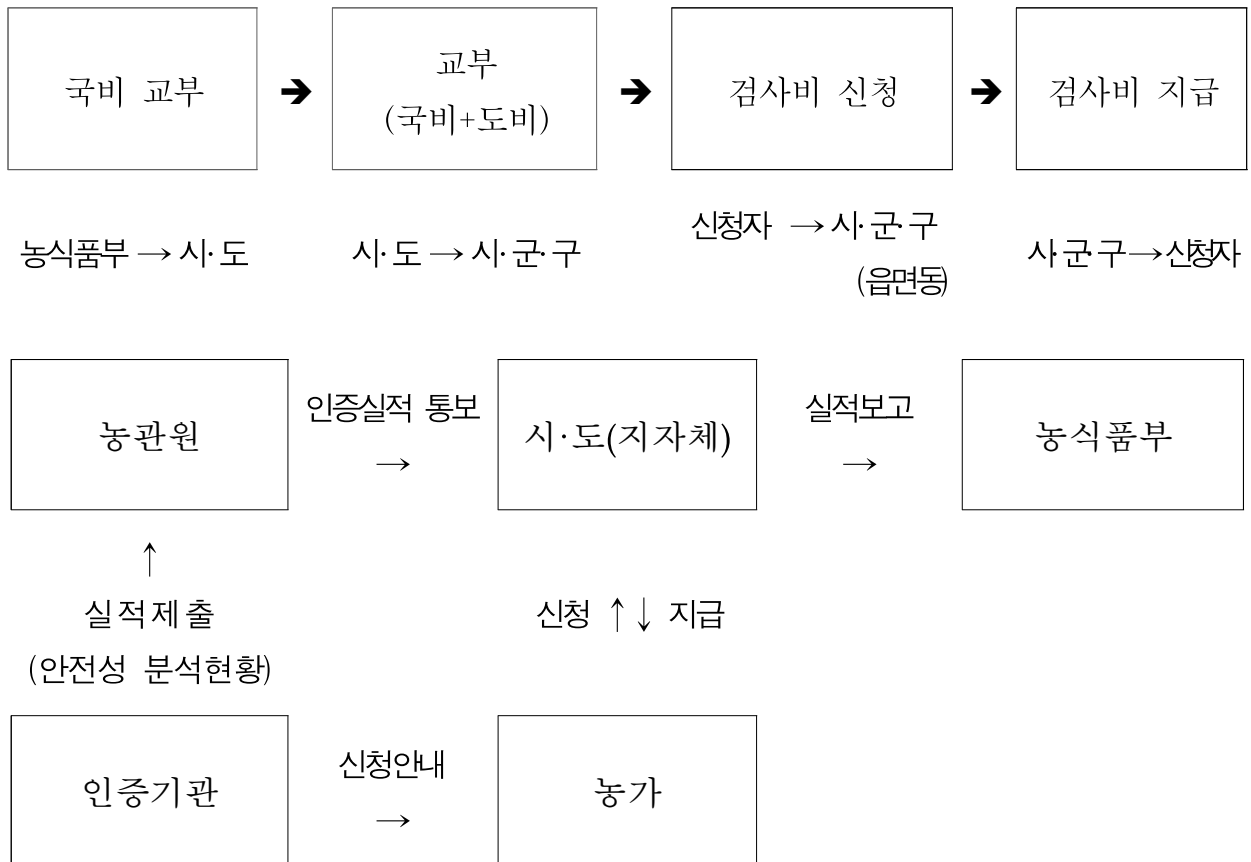 국비 교부 ➔ 교부 ➔ 검사비 신청 ➔ 검사비 지급
(국비+도비)
농식품부 → 시·도
시·도 → 시·군·구
신청자 → 시·군·구
(읍면동)
시·군·구→신청자
농관원
인증실적 통보
→
시·도(지자체)
실적보고
→
농식품부
↑
실적제출
(안전성 분석현황)
신청 ↑↓ 지급
인증기관
신청안내
→
농가